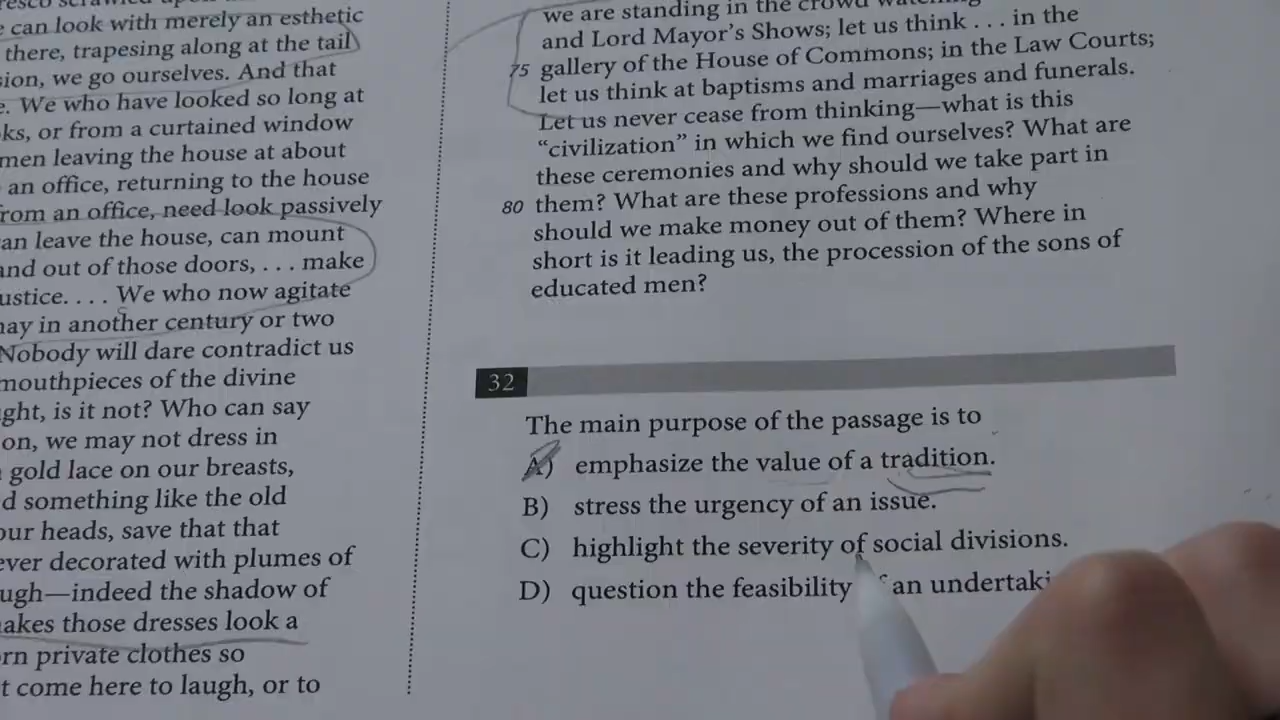 can look with merely an esthetic
there, trapesing along at the tail
sion, we go ourselves. And that
e. We who have looked so long at
ks, or from a curtained window
men leaving the house at about
an office, returning to the house
from an office, need look passively
an leave the house, can mount
and out of those doors, . . . make
ustice. . . . We who now agitate
may in another century or two
Nobody will dare contradict us
mouthpieces of the divine
ght, is it not? Who can say
on, we may not dress in
gold lace on our breasts,
d something like the old
our heads, save that that
ever decorated with plumes of
ugh—indeed the shadow of
akes those dresses look a
rn private clothes so
t come here to laugh, or to
we are standing in the crowd
and Lord Mayor's Shows; let us think . . . in the
75 gallery of the House of Commons; in the Law Courts;
let us think at baptisms and marriages and funerals.
Let us never cease from thinking—what is this
“civilization” in which we find ourselves? What are
these ceremonies and why should we take part in
80 them? What are these professions and why
should we make money out of them? Where in
short is it leading us, the procession of the sons of
educated men?
32
The main purpose of the passage is to
A) emphasize the value of a tradition.
B) stress the urgency of an issue.
C) highlight the severity of social divisions.
D) question the feasibility of an undertaki